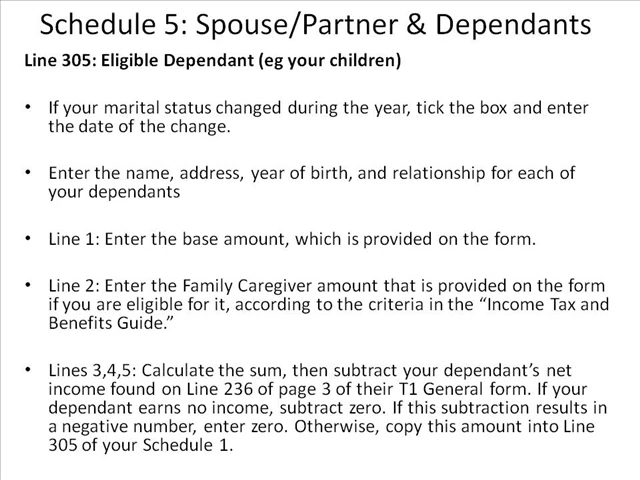 Schedule 5: Spouse/Partner & Dependants
Line 305: Eligible Dependant (eg your children)
• If your marital status changed during the year, tick the box and enter
the date of the change.
• Enter the name, address, year of birth, and relationship for each of
your dependants
• Line 1: Enter the base amount, which is provided on the form.
• Line 2: Enter the Family Caregiver amount that is provided on the form
if you are eligible for it, according to the criteria in the “Income Tax and
Benefits Guide.”
• Lines 3,4,5: Calculate the sum, then subtract your dependant’s net
income found on Line 236 of page 3 of their T1 General form. If your
dependant earns no income, subtract zero. If this subtraction results in
a negative number, enter zero. Otherwise, copy this amount into Line
305 of your Schedule 1.